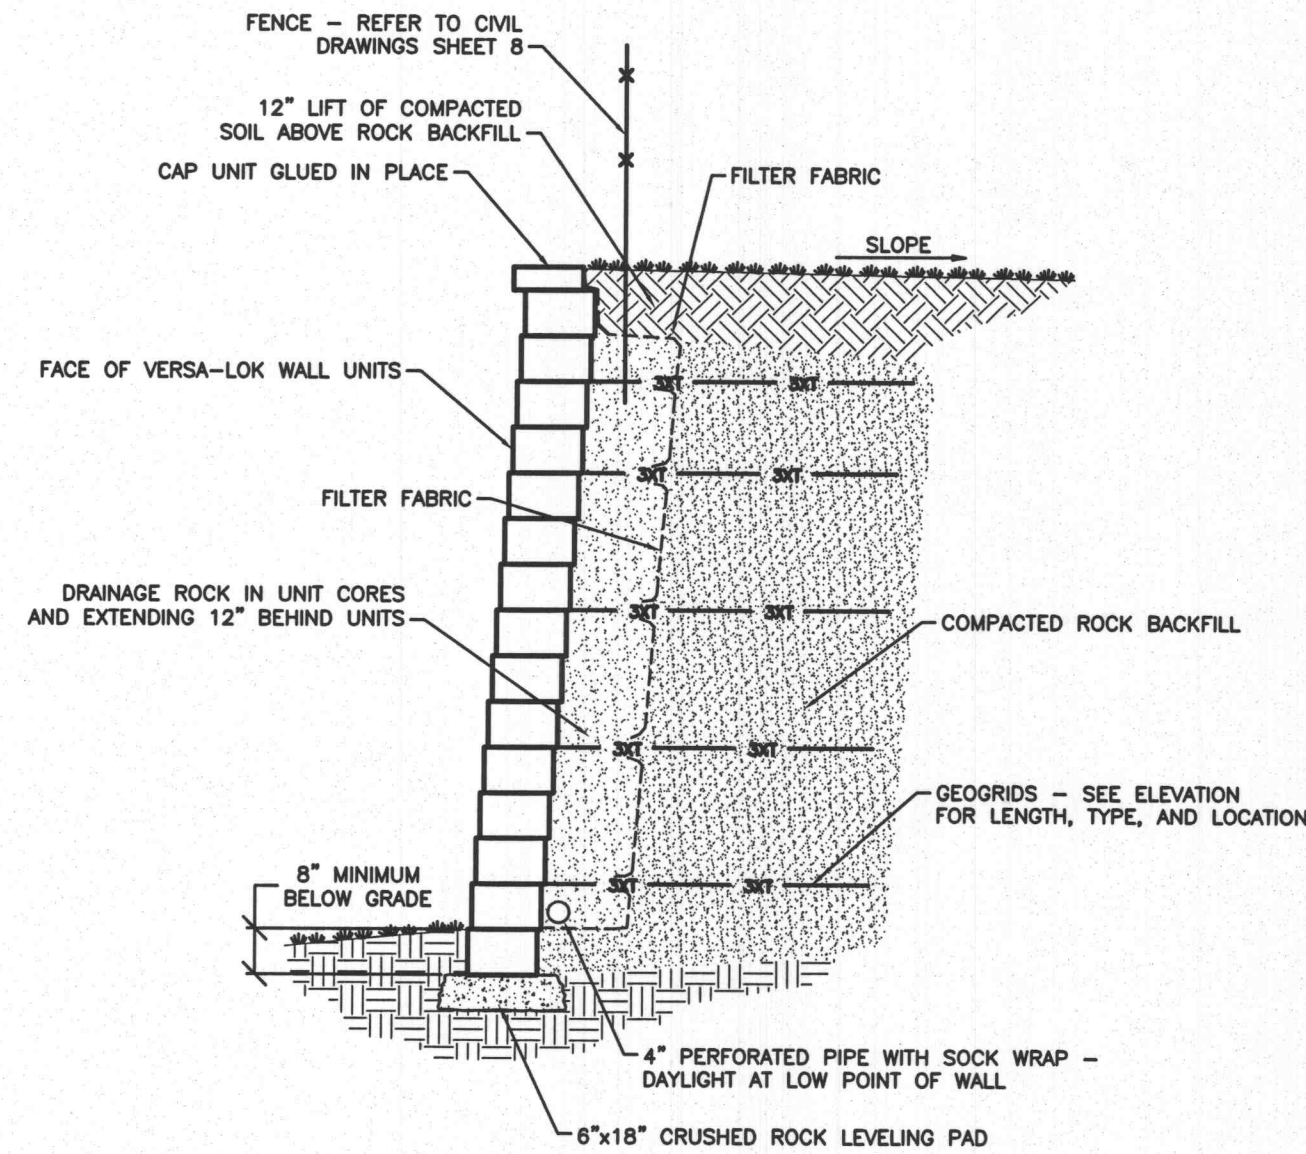 FENCE – REFER TO CIVIL
DRAWINGS SHEET 8
12" LIFT OF COMPACTED
SOIL ABOVE ROCK BACKFILL
CAP UNIT GLUED IN PLACE
FILTER FABRIC
SLOPE
FACE OF VERSA-LOK WALL UNITS
3XT 3XT
3XT 3XT
FILTER FABRIC
DRAINAGE ROCK IN UNIT CORES
AND EXTENDING 12" BEHIND UNITS
3XT 3XT
COMPACTED ROCK BACKFILL
3XT 3XT
GEOGRIDS – SEE ELEVATION
FOR LENGTH, TYPE, AND LOCATION
8" MINIMUM
BELOW GRADE
3XT 3XT
4" PERFORATED PIPE WITH SOCK WRAP –
DAYLIGHT AT LOW POINT OF WALL
6"x18" CRUSHED ROCK LEVELING PAD